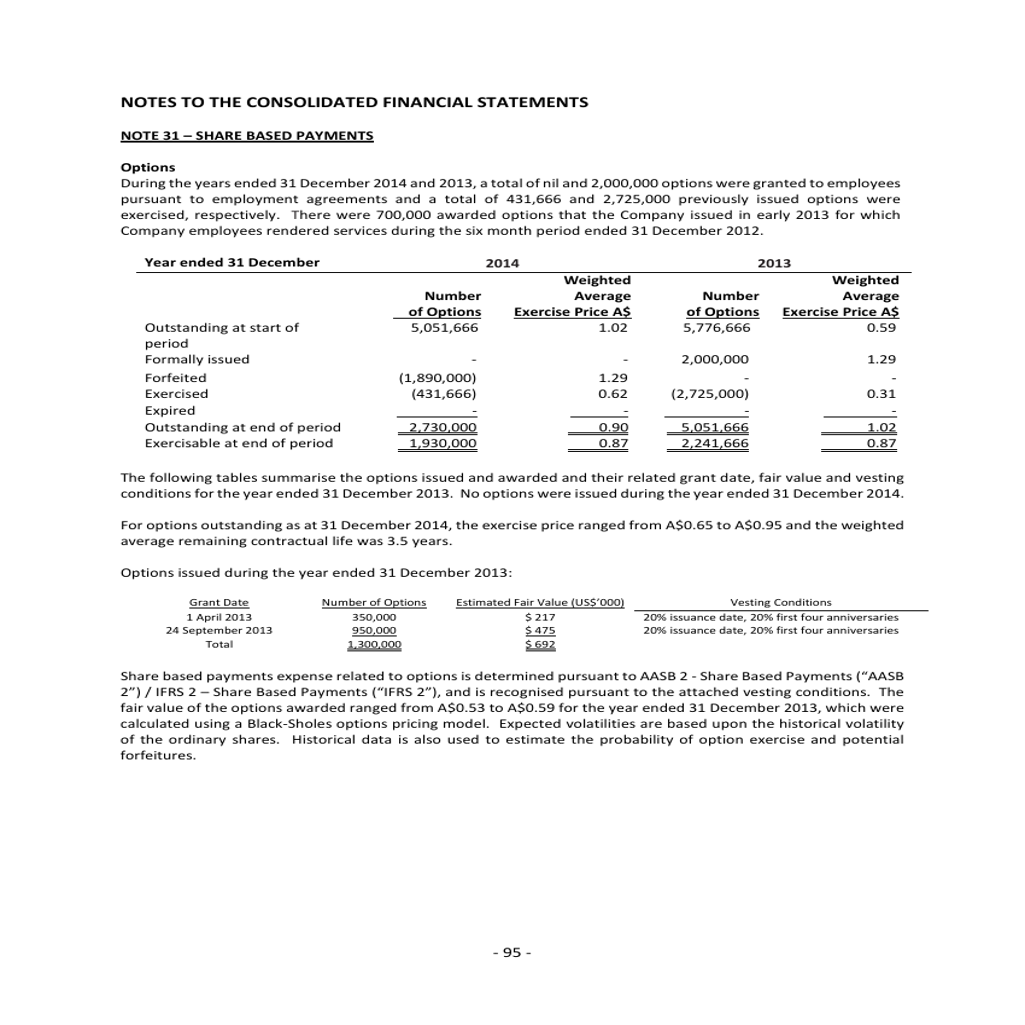 NOTES TO THE CONSOLIDATED FINANCIAL STATEMENTS
NOTE 31 – SHARE BASED PAYMENTS
Options
During the years ended 31 December 2014 and 2013, a total of nil and 2,000,000 options were granted to employees
pursuant to employment agreements and a total of 431,666 and 2,725,000 previously issued options were
exercised, respectively. There were 700,000 awarded options that the Company issued in early 2013 for which
Company employees rendered services during the six month period ended 31 December 2012.
Year ended 31 December 2014 2013
Weighted Weighted
Number Average Number Average
of Options Exercise Price A$ of Options Exercise Price A$
Outstanding at start of 5,051,666 1.02 5,776,666 0.59
period
Formally issued - - 2,000,000 1.29
Forfeited (1,890,000) 1.29 - -
Exercised (431,666) 0.62 (2,725,000) 0.31
Expired - - - -
Outstanding at end of period 2,730,000 0.90 5,051,666 1.02
Exercisable at end of period 1,930,000 0.87 2,241,666 0.87
The following tables summarise the options issued and awarded and their related grant date, fair value and vesting
conditions for the year ended 31 December 2013. No options were issued during the year ended 31 December 2014.
For options outstanding as at 31 December 2014, the exercise price ranged from A$0.65 to A$0.95 and the weighted
average remaining contractual life was 3.5 years.
Options issued during the year ended 31 December 2013:
Grant Date Number of Options Estimated Fair Value (US$'000) Vesting Conditions
1 April 2013 350,000 $ 217 20% issuance date, 20% first four anniversaries
24 September 2013 950,000 $ 475 20% issuance date, 20% first four anniversaries
Total 1,300,000 $ 692
Share based payments expense related to options is determined pursuant to AASB 2 - Share Based Payments (“AASB
2”) / IFRS 2 – Share Based Payments (“IFRS 2”), and is recognised pursuant to the attached vesting conditions. The
fair value of the options awarded ranged from A$0.53 to A$0.59 for the year ended 31 December 2013, which were
calculated using a Black-Sholes options pricing model. Expected volatilities are based upon the historical volatility
of the ordinary shares. Historical data is also used to estimate the probability of option exercise and potential
forfeitures.
- 95 -